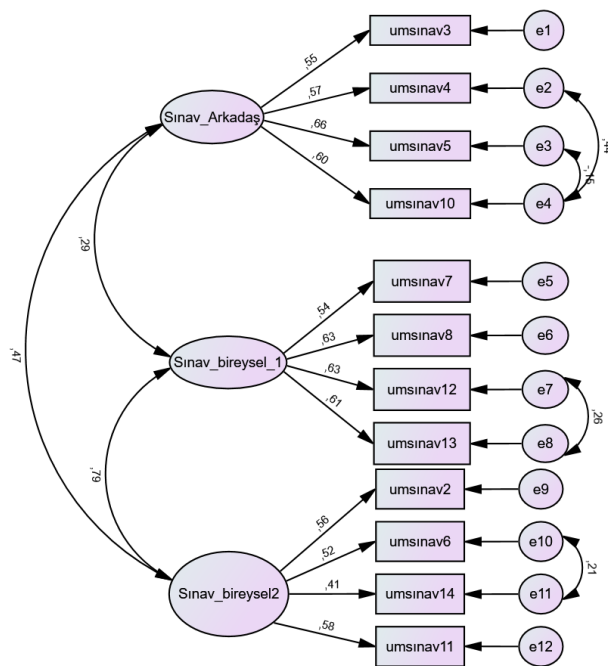 umsınav3
e1
,55
umsınav4
e2
,57
Sınav_Arkadaş
,66
umsınav5
e3
,44
-,15
,60
umsınav10
e4
,29
umsınav7
e5
,54
umsınav8
e6
,63
,47
Sınav_bireysel_1
,63
umsınav12
e7
,26
,61
umsınav13
e8
,79
umsınav2
e9
,56
umsınav6
e10
,52
,21
Sınav_bireysel2
,41
umsınav14
e11
,58
umsınav11
e12